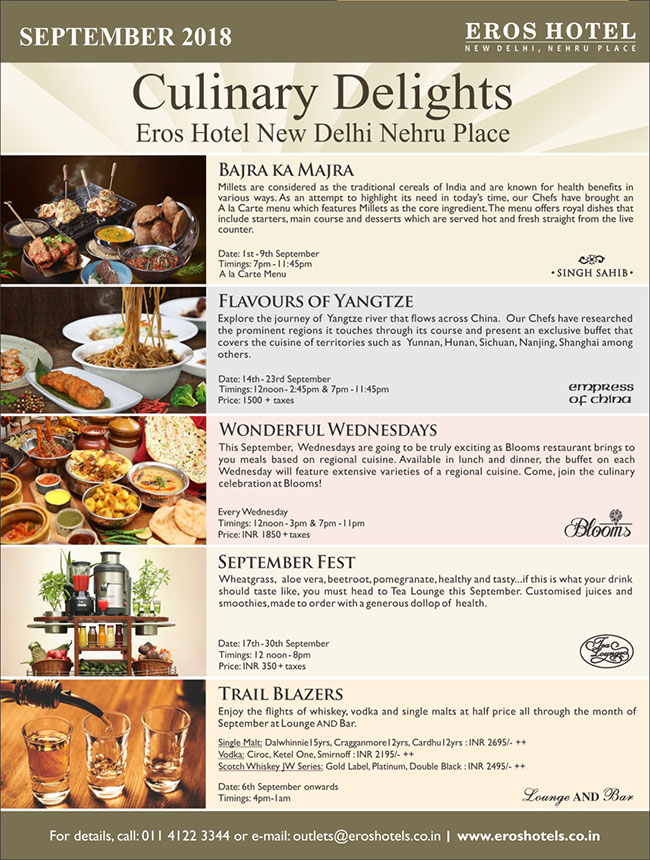 SEPTEMBER 2018
EROS HOTEL
NEW DELHI, NEHRU PLACE
Culinary Delights
Eros Hotel New Delhi Nehru Place
BAJRA KA MAJRA
Millets are considered as the traditional cereals of India and are known for health benefits in
various ways. As an attempt to highlight its need in today's time, our Chefs have brought an
A la Carte menu which features Millets as the core ingredient. The menu offers royal dishes that
include starters, main course and desserts which are served hot and fresh straight from the live
counter.
Date: 1st - 9th September
Timings: 7pm - 11:45pm
A la Carte Menu
• SINGH SAHIB •
FLAVOURS OF YANGTZE
Explore the journey of Yangtze river that flows across China. Our Chefs have researched
the prominent regions it touches through its course and present an exclusive buffet that
covers the cuisine of territories such as Yunnan, Hunan, Sichuan, Nanjing, Shanghai among
others.
Date: 14th - 23rd September
Timings: 12noon - 2:45pm & 7pm - 11:45pm
Price: 1500 + taxes
empress
of china
WONDERFUL WEDNESDAYS
This September, Wednesdays are going to be truly exciting as Blooms restaurant brings to
you meals based on regional cuisine. Available in lunch and dinner, the buffet on each
Wednesday will feature extensive varieties of a regional cuisine. Come, join the culinary
celebration at Blooms!
Every Wednesday
Timings: 12noon - 3pm & 7pm - 11pm
Price: INR 1850 + taxes
Blooms
SEPTEMBER FEST
Wheatgrass, aloe vera, beetroot, pomegranate, healthy and tasty...if this is what your drink
should taste like, you must head to Tea Lounge this September. Customised juices and
smoothies, made to order with a generous dollop of health.
Date: 17th - 30th September
Timings: 12 noon - 8pm
Price: INR 350 + taxes
Tea
Lounge
TRAIL BLAZERS
Enjoy the flights of whiskey, vodka and single malts at half price all through the month of
September at Lounge AND Bar.
Single Malt: Dalwhinnie15yrs, Cragganmore12yrs, Cardhu12yrs : INR 2695/- ++
Vodka: Ciroc, Ketel One, Smirnoff : INR 2195/- ++
Scotch Whiskey JW Series: Gold Label, Platinum, Double Black : INR 2495/- ++
Date: 6th September onwards
Timings: 4pm-1am
Lounge AND Bar
For details, call: 011 4122 3344 or e-mail: outlets@eroshotels.co.in | www.eroshotels.co.in